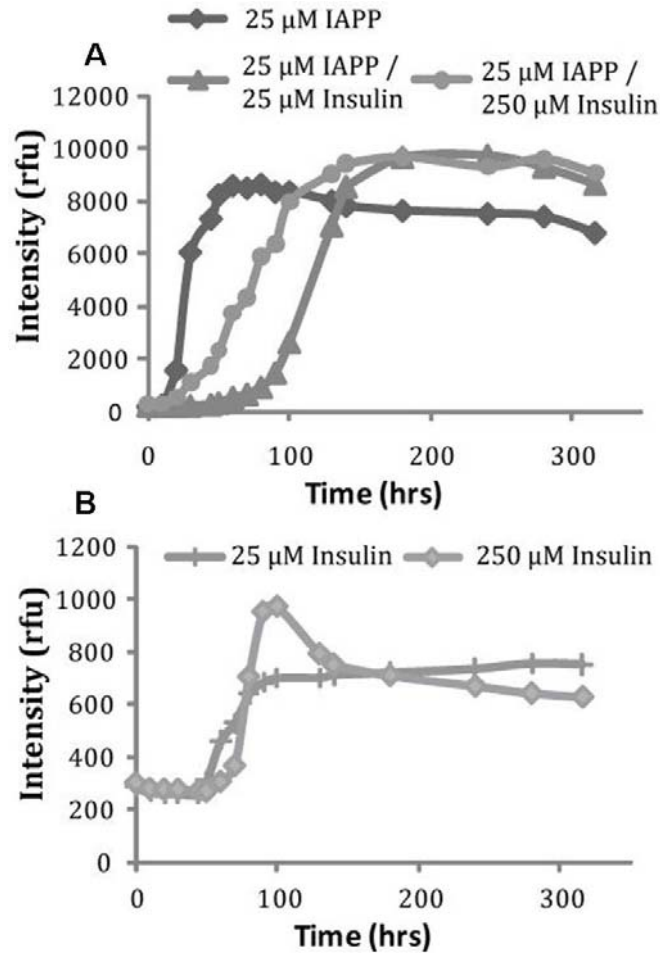 25 μM IAPP
A
25 μM IAPP /
25 μM Insulin
25 μM IAPP /
250 μM Insulin
12000
10000
8000
6000
4000
2000
0
Intensity (rfu)
0 100 200 300
Time (hrs)
B
25 μM Insulin 250 μM Insulin
1200
1000
800
600
400
200
0
Intensity (rfu)
0 100 200 300
Time (hrs)